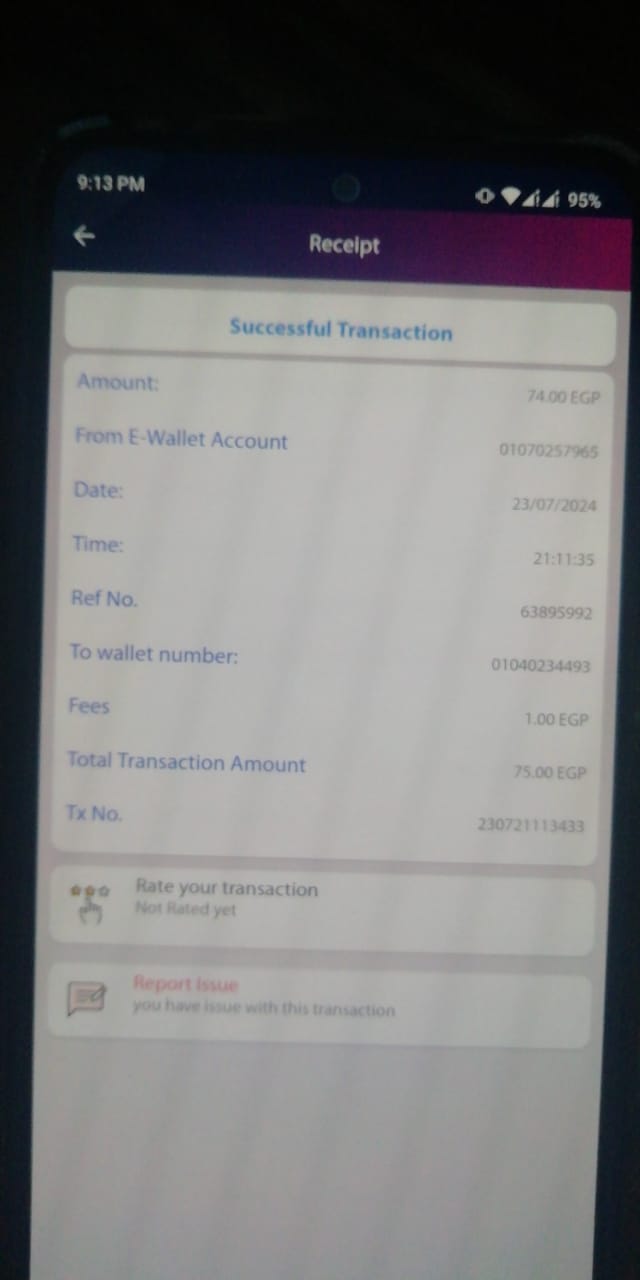 9:13 PM
95%
Receipt
Successful Transaction
Amount: 74.00 EGP
From E-Wallet Account 01070257965
Date: 23/07/2024
Time: 21:11:35
Ref No. 63895992
To wallet number: 01040234493
Fees 1.00 EGP
Total Transaction Amount 75.00 EGP
Tx No. 230721113433
Rate your transaction
Not Rated yet
Report Issue
you have issue with this transaction